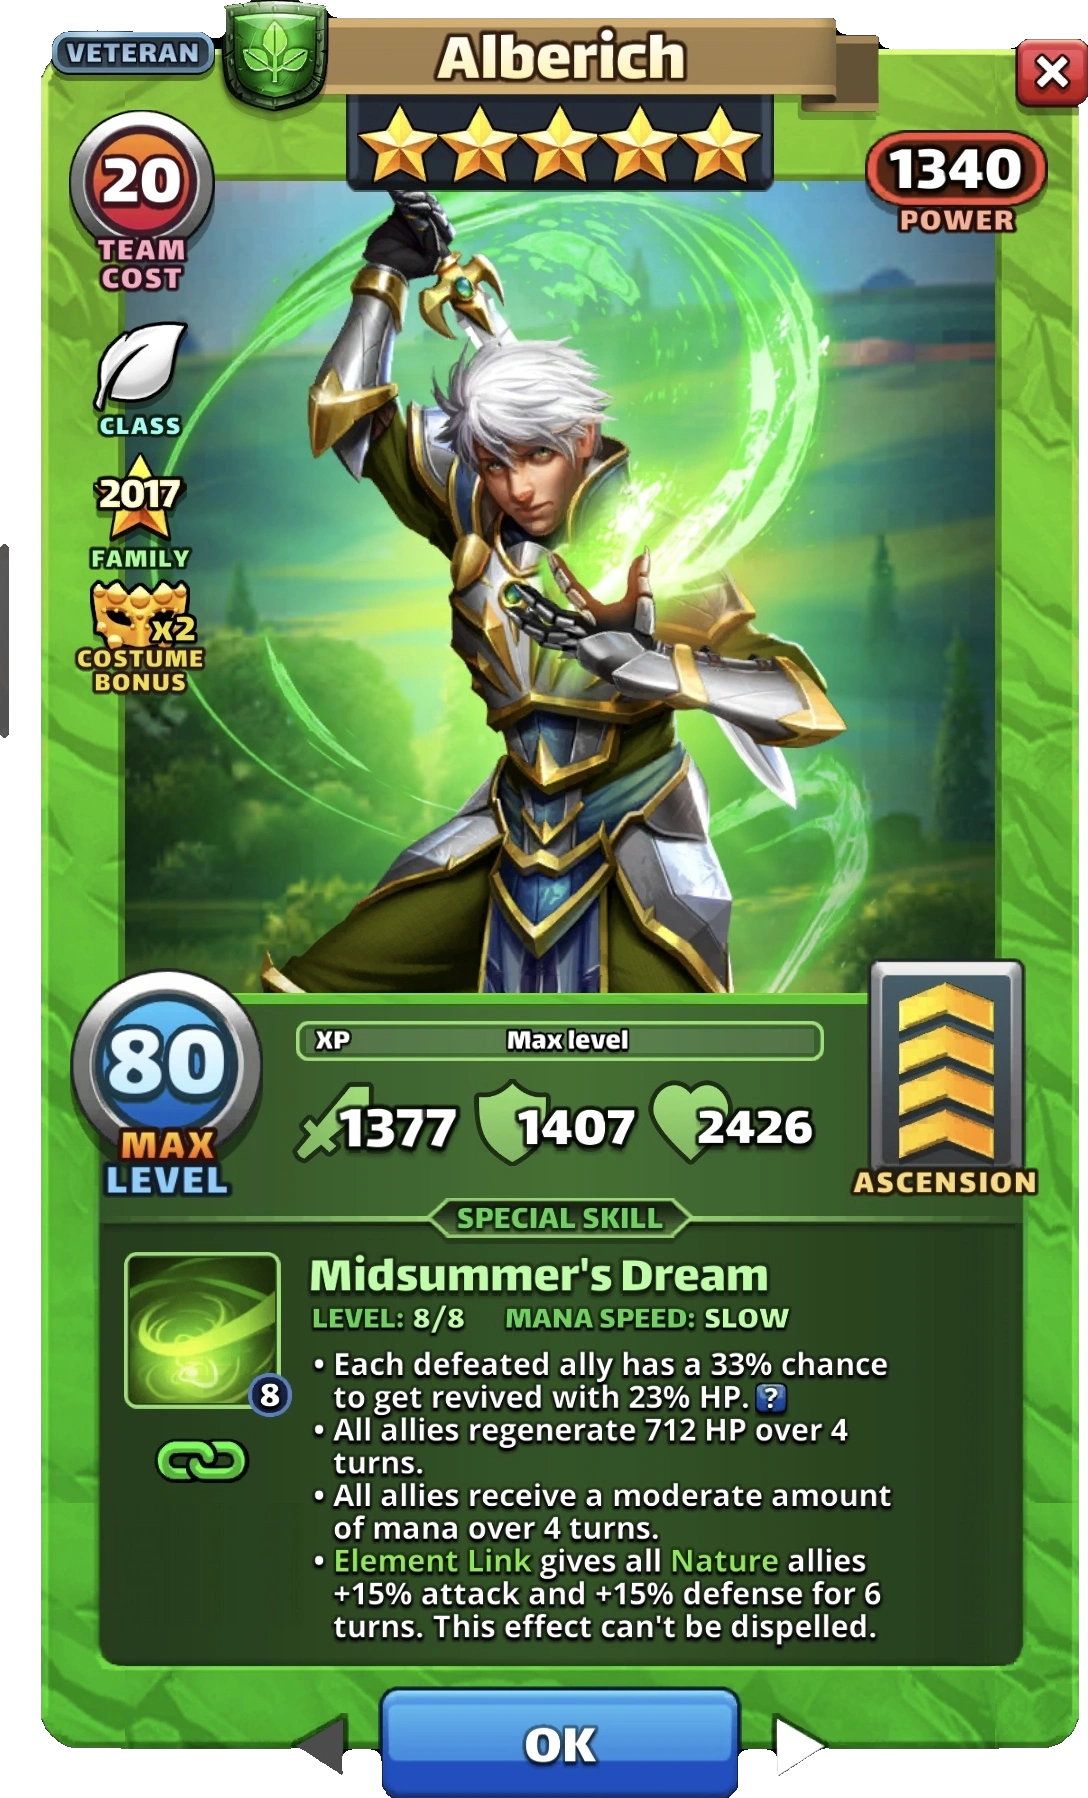 VETERAN
Alberich
20
TEAM
COST
1340
POWER
CLASS
2017
FAMILY
x2
COSTUME
BONUS
80
MAX
LEVEL
XP
Max level
1377
1407
2426
ASCENSION
SPECIAL SKILL
8
Midsummer's Dream
LEVEL: 8/8 MANA SPEED: SLOW
• Each defeated ally has a 33% chance
to get revived with 23% HP. ?
• All allies regenerate 712 HP over 4
turns.
• All allies receive a moderate amount
of mana over 4 turns.
• Element Link gives all Nature allies
+15% attack and +15% defense for 6
turns. This effect can't be dispelled.
OK